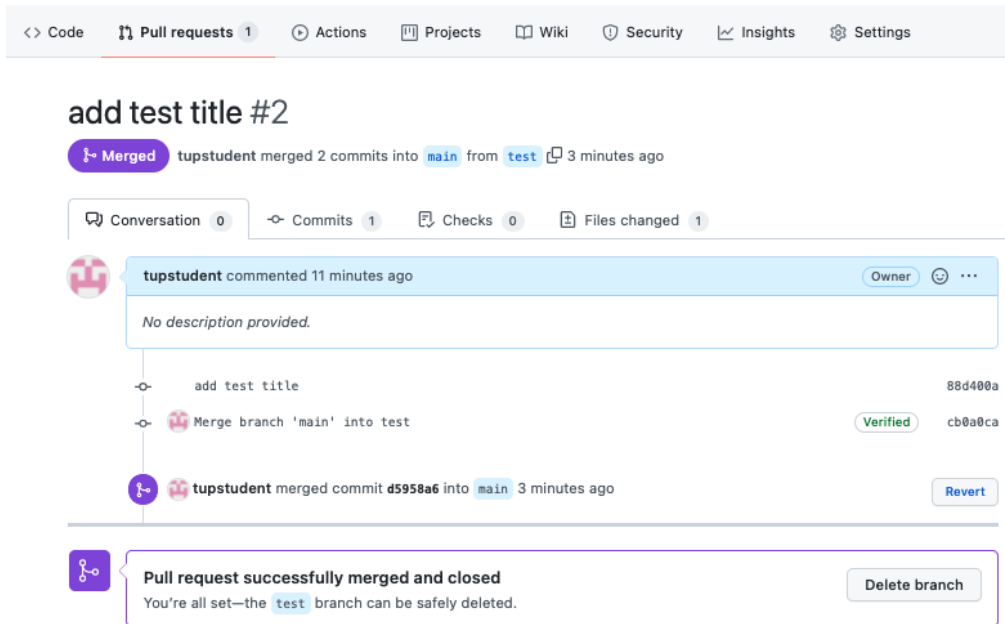 <> Code Pull requests 1 Actions Projects Wiki Security Insights Settings
add test title #2
Merged tupstudent merged 2 commits into main from test 3 minutes ago
Conversation 0 Commits 1 Checks 0 Files changed 1
tupstudent commented 11 minutes ago Owner ...
No description provided.
add test title 88d400a
Merge branch 'main' into test Verified cb0a0ca
tupstudent merged commit d5958a6 into main 3 minutes ago Revert
Pull request successfully merged and closed
You're all set—the test branch can be safely deleted.
Delete branch